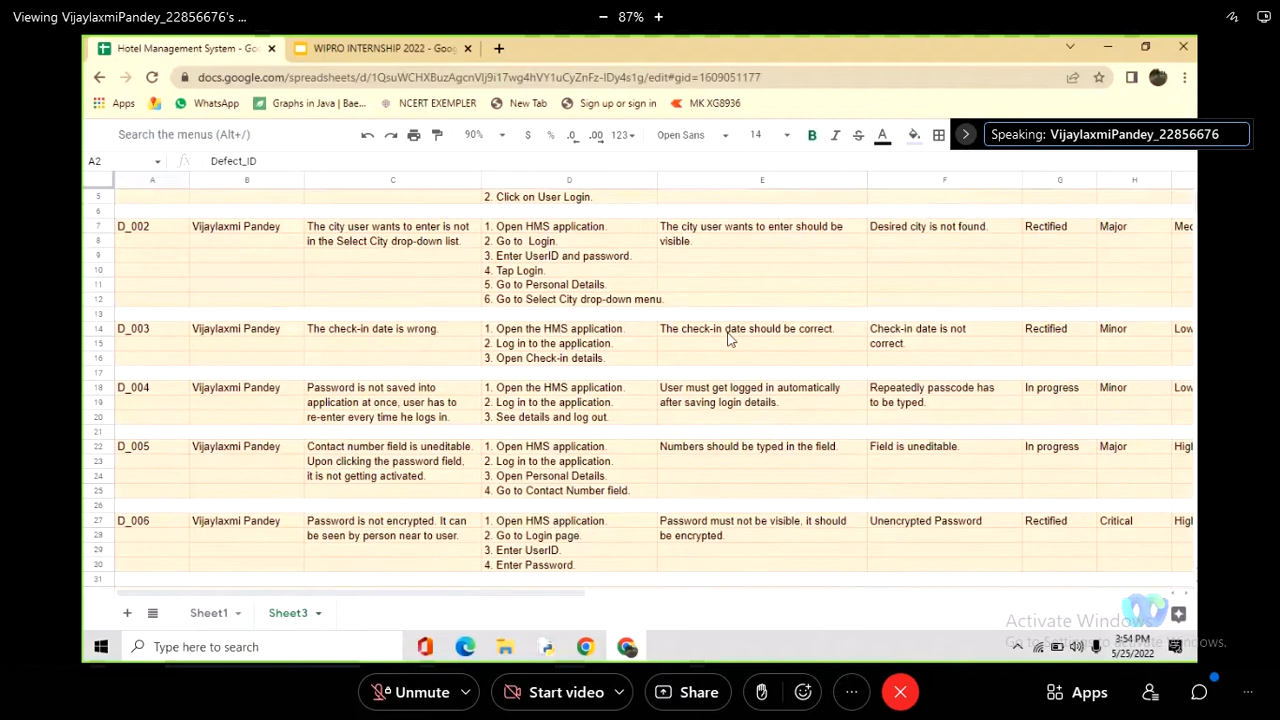 Viewing VijaylaxmiPandey_22856676's ...
87%
Hotel Management System - Goo
WIPRO INTERNSHIP 2022 - Goog
docs.google.com/spreadsheets/d/1QsuWCHXBuzAgcnVlj9i17wg4hVY1uCyZnFz-IDy4s1g/edit#gid=1609051177
Apps
WhatsApp
Graphs in Java | Bae...
NCERT EXEMPLER
New Tab
Sign up or sign in
MK XG8936
Search the menus (Alt+/)
90%
$ % .0 .00 123
Open Sans
14
B I S A
Speaking: VijaylaxmiPandey_22856676
A2 fx Defect_ID
A B C D E F G H
5 2. Click on User Login.
6
7 D_002 Vijaylaxmi Pandey The city user wants to enter is not 1. Open HMS application. The city user wants to enter should be Desired city is not found. Rectified Major Med
8 in the Select City drop-down list. 2. Go to Login. visible.
9 3. Enter UserID and password.
10 4. Tap Login.
11 5. Go to Personal Details.
12 6. Go to Select City drop-down menu.
13
14 D_003 Vijaylaxmi Pandey The check-in date is wrong. 1. Open the HMS application. The check-in date should be correct. Check-in date is not Rectified Minor Low
15 2. Log in to the application. correct.
16 3. Open Check-in details.
17
18 D_004 Vijaylaxmi Pandey Password is not saved into 1. Open the HMS application. User must get logged in automatically Repeatedly passcode has In progress Minor Low
19 application at once, user has to 2. Log in to the application. after saving login details. to be typed.
20 re-enter every time he logs in. 3. See details and log out.
21
22 D_005 Vijaylaxmi Pandey Contact number field is uneditable. 1. Open HMS application. Numbers should be typed in the field. Field is uneditable. In progress Major High
23 Upon clicking the password field, 2. Log in to the application.
24 it is not getting activated. 3. Open Personal Details.
25 4. Go to Contact Number field.
26
27 D_006 Vijaylaxmi Pandey Password is not encrypted. It can 1. Open HMS application. Password must not be visible, it should Unencrypted Password Rectified Critical High
28 be seen by person near to user. 2. Go to Login page. be encrypted.
29 3. Enter UserID.
30 4. Enter Password.
31
Sheet1
Sheet3
Activate Windows
Go to Settings to activate Windows.
Type here to search
3:54 PM
5/25/2022
Unmute
Start video
Share
Apps